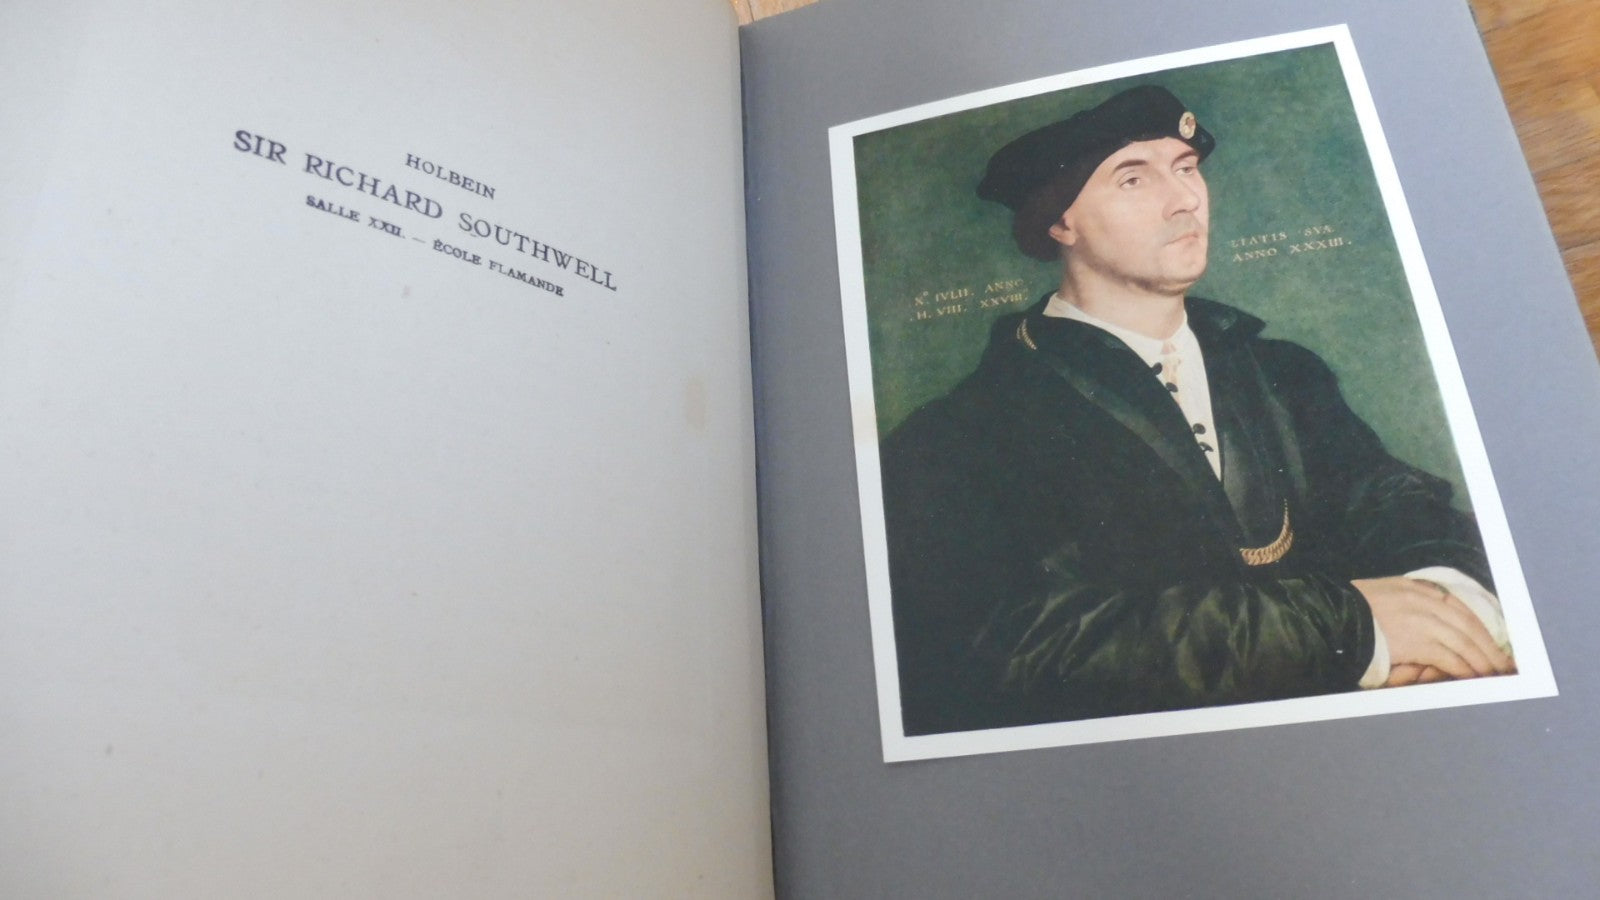 HOLBEIN
SIR RICHARD SOUTHWELL
SALLE XXII. — ÉCOLE FLAMANDE
X°. IVLII. ANNO.
.H. VIII. XXVIII°.
ETATIS SVÆ
ANNO XXXIII.